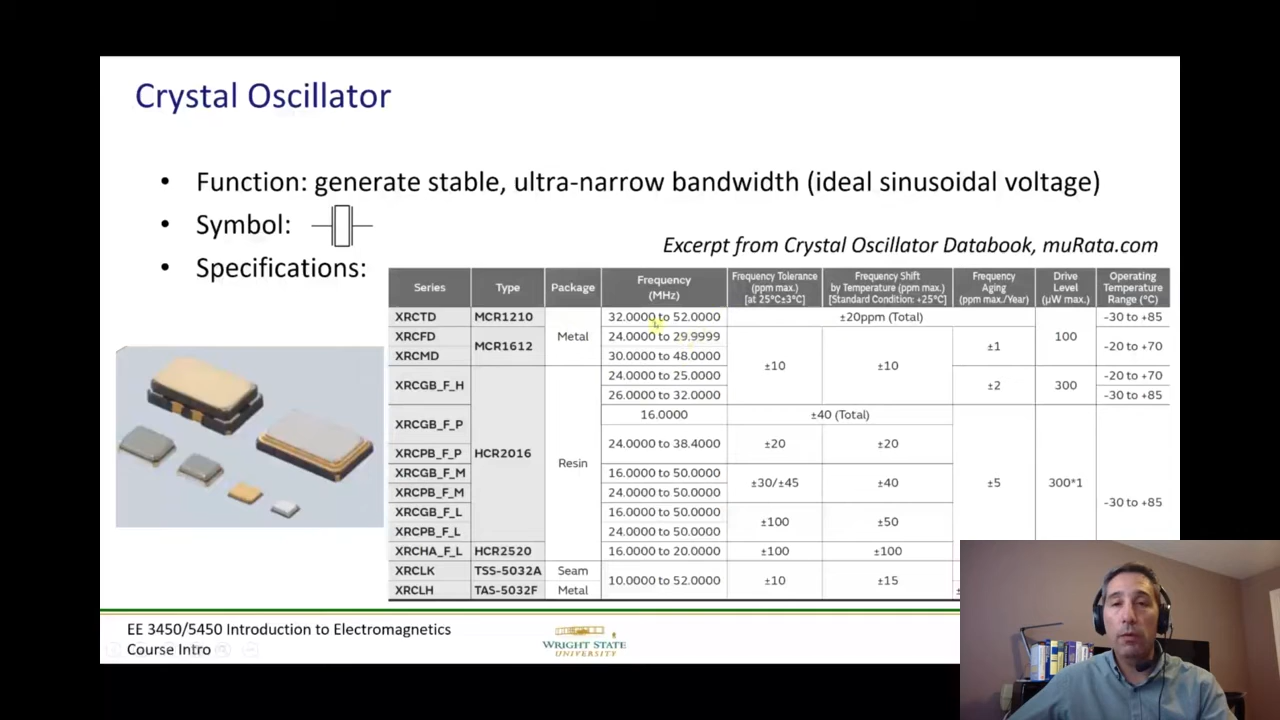 Crystal Oscillator
• Function: generate stable, ultra-narrow bandwidth (ideal sinusoidal voltage)
• Symbol:
Excerpt from Crystal Oscillator Databook, muRata.com
• Specifications:
Series Type Package Frequency (MHz) Frequency Tolerance (ppm max.) [at 25°C±3°C] Frequency Shift by Temperature (ppm max.) [Standard Condition: +25°C] Frequency Aging (ppm max./Year) Drive Level (µW max.) Operating Temperature Range (°C)
XRCTD MCR1210 Metal 32.0000 to 52.0000 ±20ppm (Total) ±1 100 -30 to +85
XRCFD MCR1612 24.0000 to 29.9999 ±10 ±10 -20 to +70
XRCMD 30.0000 to 48.0000
XRCGB_F_H HCR2016 Resin 24.0000 to 25.0000 ±2 300 -20 to +70
26.0000 to 32.0000 -30 to +85
XRCGB_F_P 16.0000 ±40 (Total) ±5 300*1 -30 to +85
24.0000 to 38.4000 ±20 ±20
XRCPB_F_P
XRCGB_F_M 16.0000 to 50.0000 ±30/±45 ±40
XRCPB_F_M 24.0000 to 50.0000
XRCGB_F_L 16.0000 to 50.0000 ±100 ±50
XRCPB_F_L 24.0000 to 50.0000
XRCHA_F_L HCR2520 16.0000 to 20.0000 ±100 ±100
XRCLK TSS-5032A Seam 10.0000 to 52.0000 ±10 ±15
XRCLH TAS-5032F Metal
EE 3450/5450 Introduction to Electromagnetics
Course Intro
WRIGHT STATE
UNIVERSITY